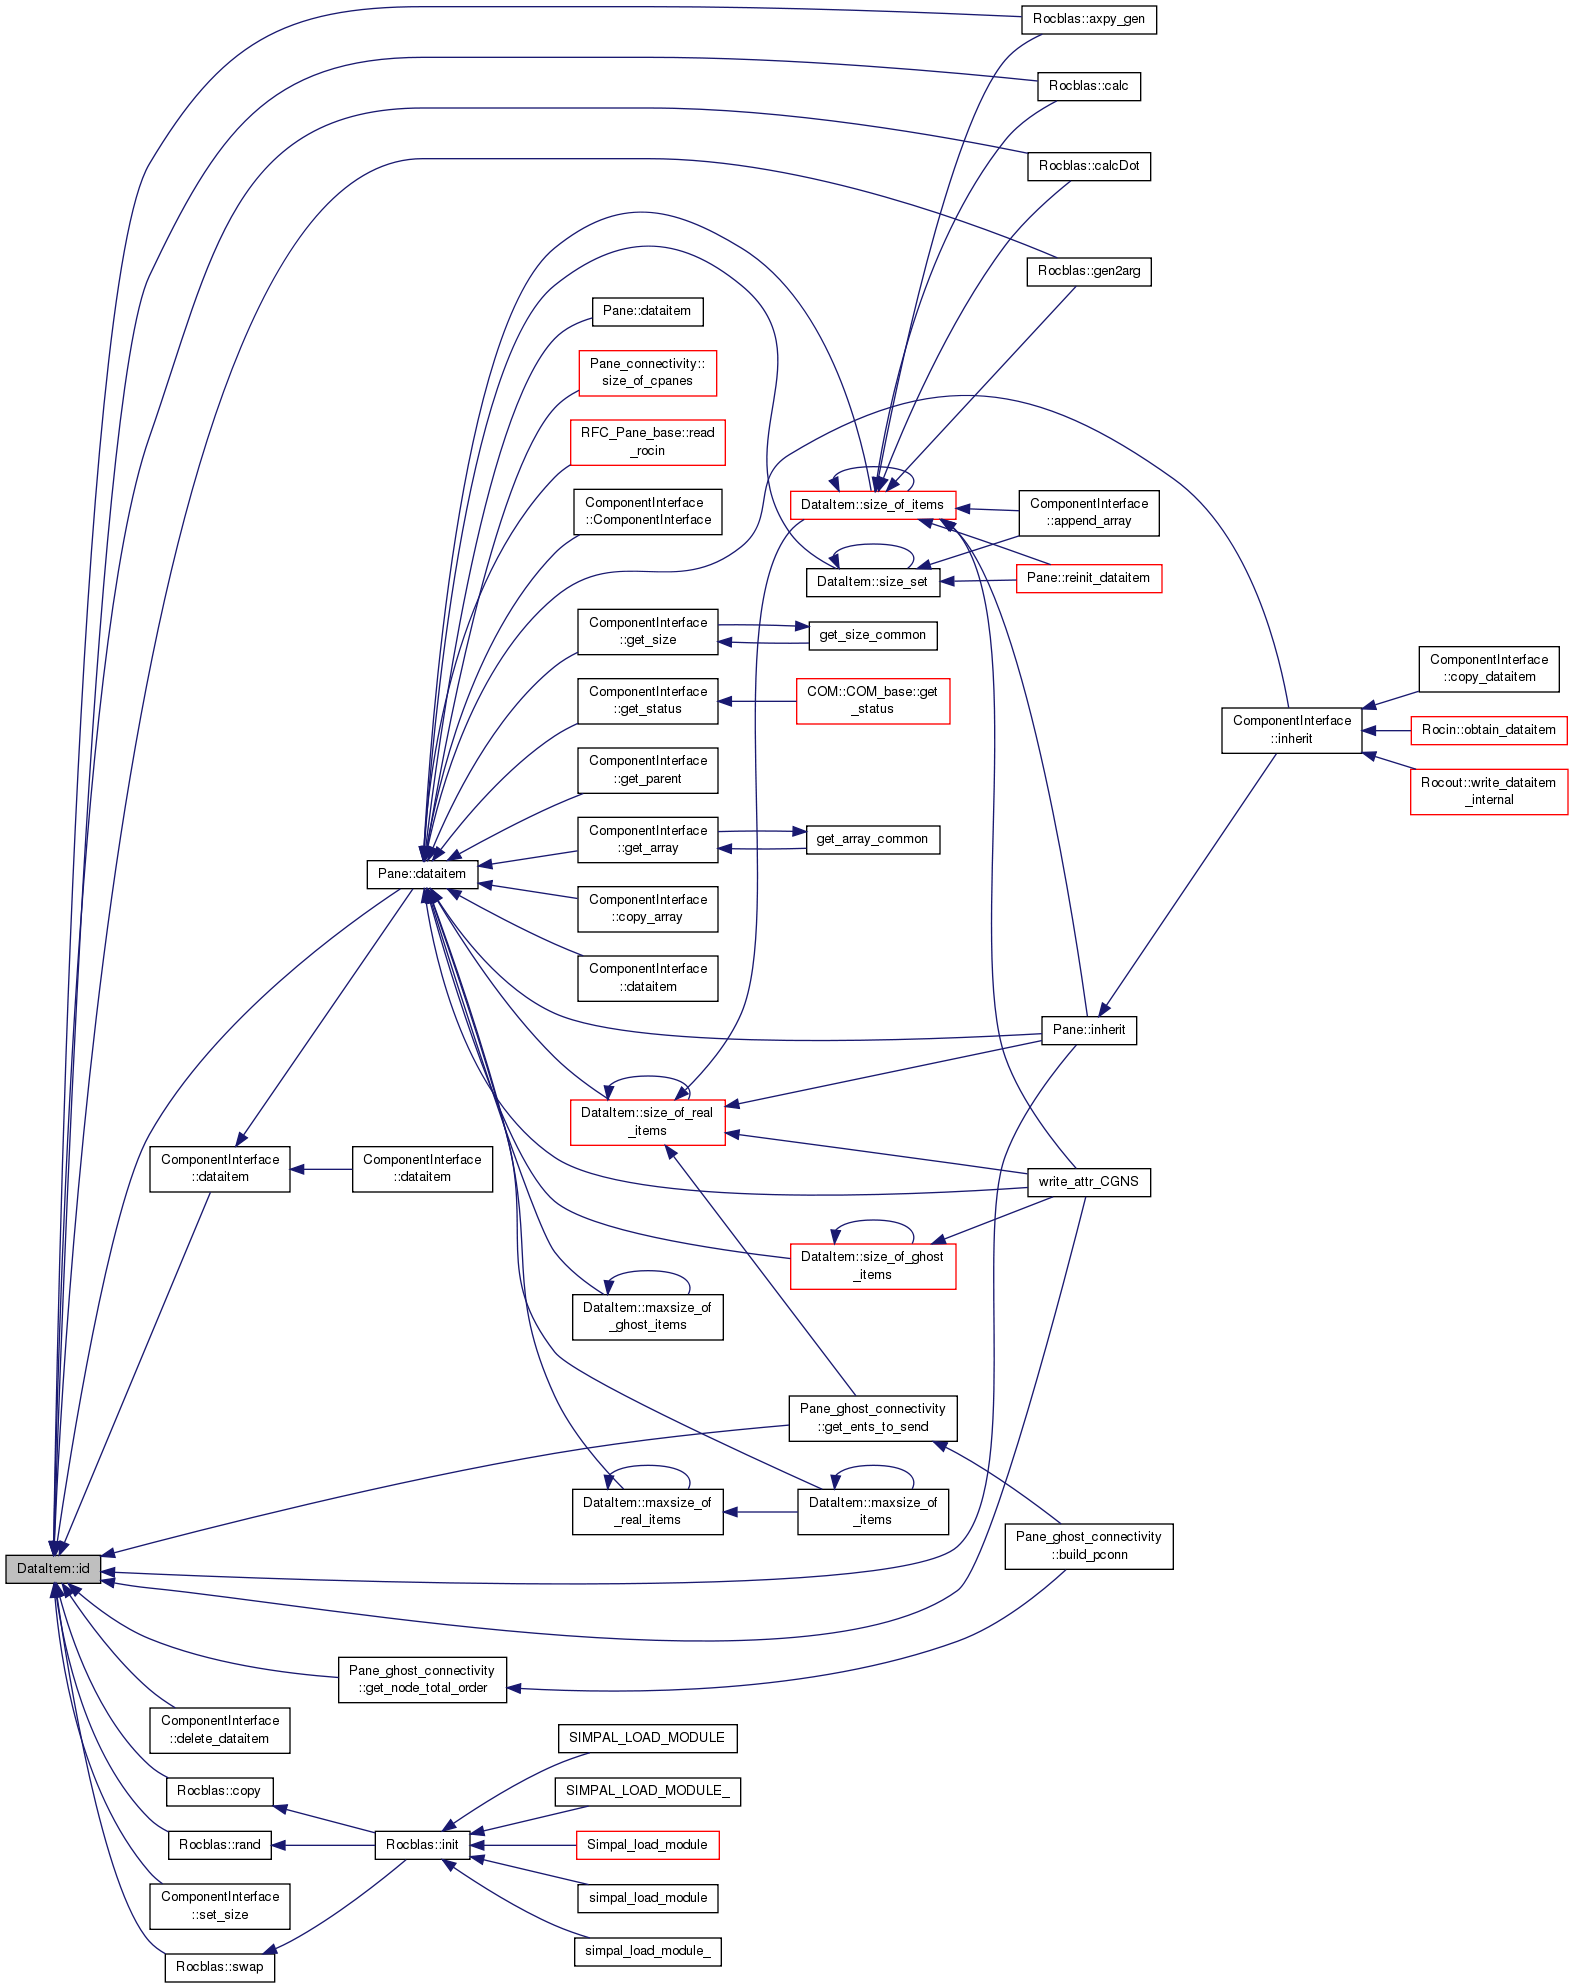 Rocblas::axpy_gen
Rocblas::calc
Rocblas::calcDot
Rocblas::gen2arg
Pane::dataitem
Pane_connectivity::
size_of_cpanes
RFC_Pane_base::read
_rocin
ComponentInterface
::ComponentInterface
DataItem::size_of_items
ComponentInterface
::append_array
DataItem::size_set
Pane::reinit_dataitem
ComponentInterface
::get_size
get_size_common
ComponentInterface
::copy_dataitem
ComponentInterface
::get_status
COM::COM_base::get
_status
ComponentInterface
::inherit
Rocin::obtain_dataitem
Rocout::write_dataitem
_internal
ComponentInterface
::get_parent
ComponentInterface
::get_array
get_array_common
Pane::dataitem
ComponentInterface
::copy_array
ComponentInterface
::dataitem
Pane::inherit
DataItem::size_of_real
_items
ComponentInterface
::dataitem
ComponentInterface
::dataitem
write_attr_CGNS
DataItem::size_of_ghost
_items
DataItem::maxsize_of
_ghost_items
Pane_ghost_connectivity
::get_ents_to_send
DataItem::maxsize_of
_real_items
DataItem::maxsize_of
_items
Pane_ghost_connectivity
::build_pconn
DataItem::id
Pane_ghost_connectivity
::get_node_total_order
ComponentInterface
::delete_dataitem
SIMPAL_LOAD_MODULE
Rocblas::copy
SIMPAL_LOAD_MODULE_
Rocblas::rand
Rocblas::init
Simpal_load_module
ComponentInterface
::set_size
simpal_load_module
simpal_load_module_
Rocblas::swap